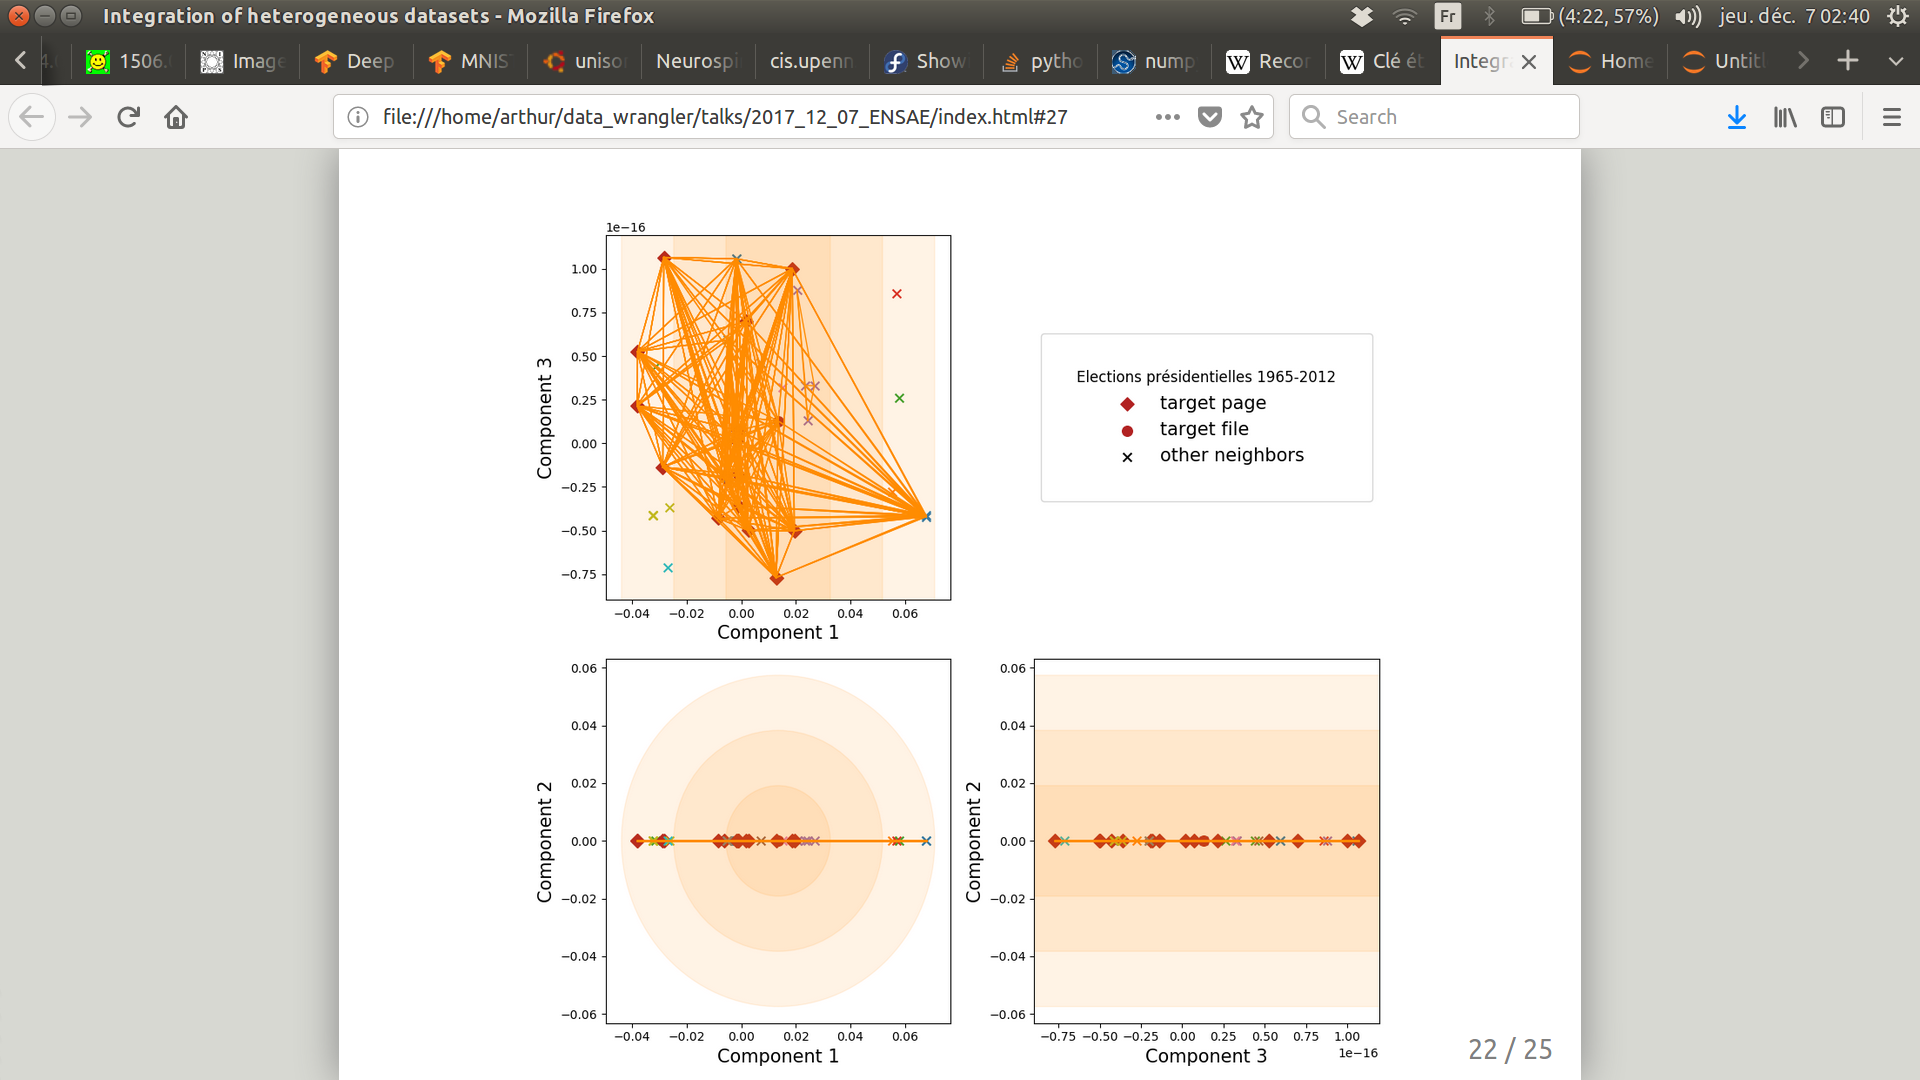 Integration of heterogeneous datasets - Mozilla Firefox
Fr
(4:22, 57%)
jeu. déc. 7 02:40
1506.
Image
Deep
MNIS
unison
Neurospi
cis.upenn
Show
pytho
nump
Recor
Clé ét
Integr
Home
Untitl
file:///home/arthur/data_wrangler/talks/2017_12_07_ENSAE/index.html#27
Search
1e−16
1.00
0.75
0.50
0.25
0.00
−0.25
−0.50
−0.75
Component 3
−0.04 −0.02 0.00 0.02 0.04 0.06
Component 1
Elections présidentielles 1965-2012
target page
target file
other neighbors
0.06
0.04
0.02
0.00
−0.02
−0.04
−0.06
Component 2
−0.04 −0.02 0.00 0.02 0.04 0.06
Component 1
0.06
0.04
0.02
0.00
−0.02
−0.04
−0.06
Component 2
−0.75 −0.50 −0.25 0.00 0.25 0.50 0.75 1.00
1e−16
Component 3
22 / 25